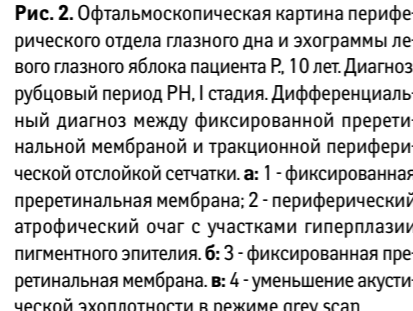 Рис. 2. Офтальмоскопическая картина перифе-
рического отдела глазного дна и эхограммы ле-
вого глазного яблока пациента Р., 10 лет. Диагноз
рубцовый период РН, I стадия. Дифференциаль-
ный диагноз между фиксированной пререти-
нальной мембраной и тракционной перифери-
ческой отслойкой сетчатки. а: 1 - фиксированная
преретинальная мембрана; 2 - периферический
атрофический очаг с участками гиперплазии
пигментного эпителия. б: 3 - фиксированная пре-
ретинальная мембрана. в: 4 - уменьшение акусти-
ческой эхоплотности в режиме grey scan